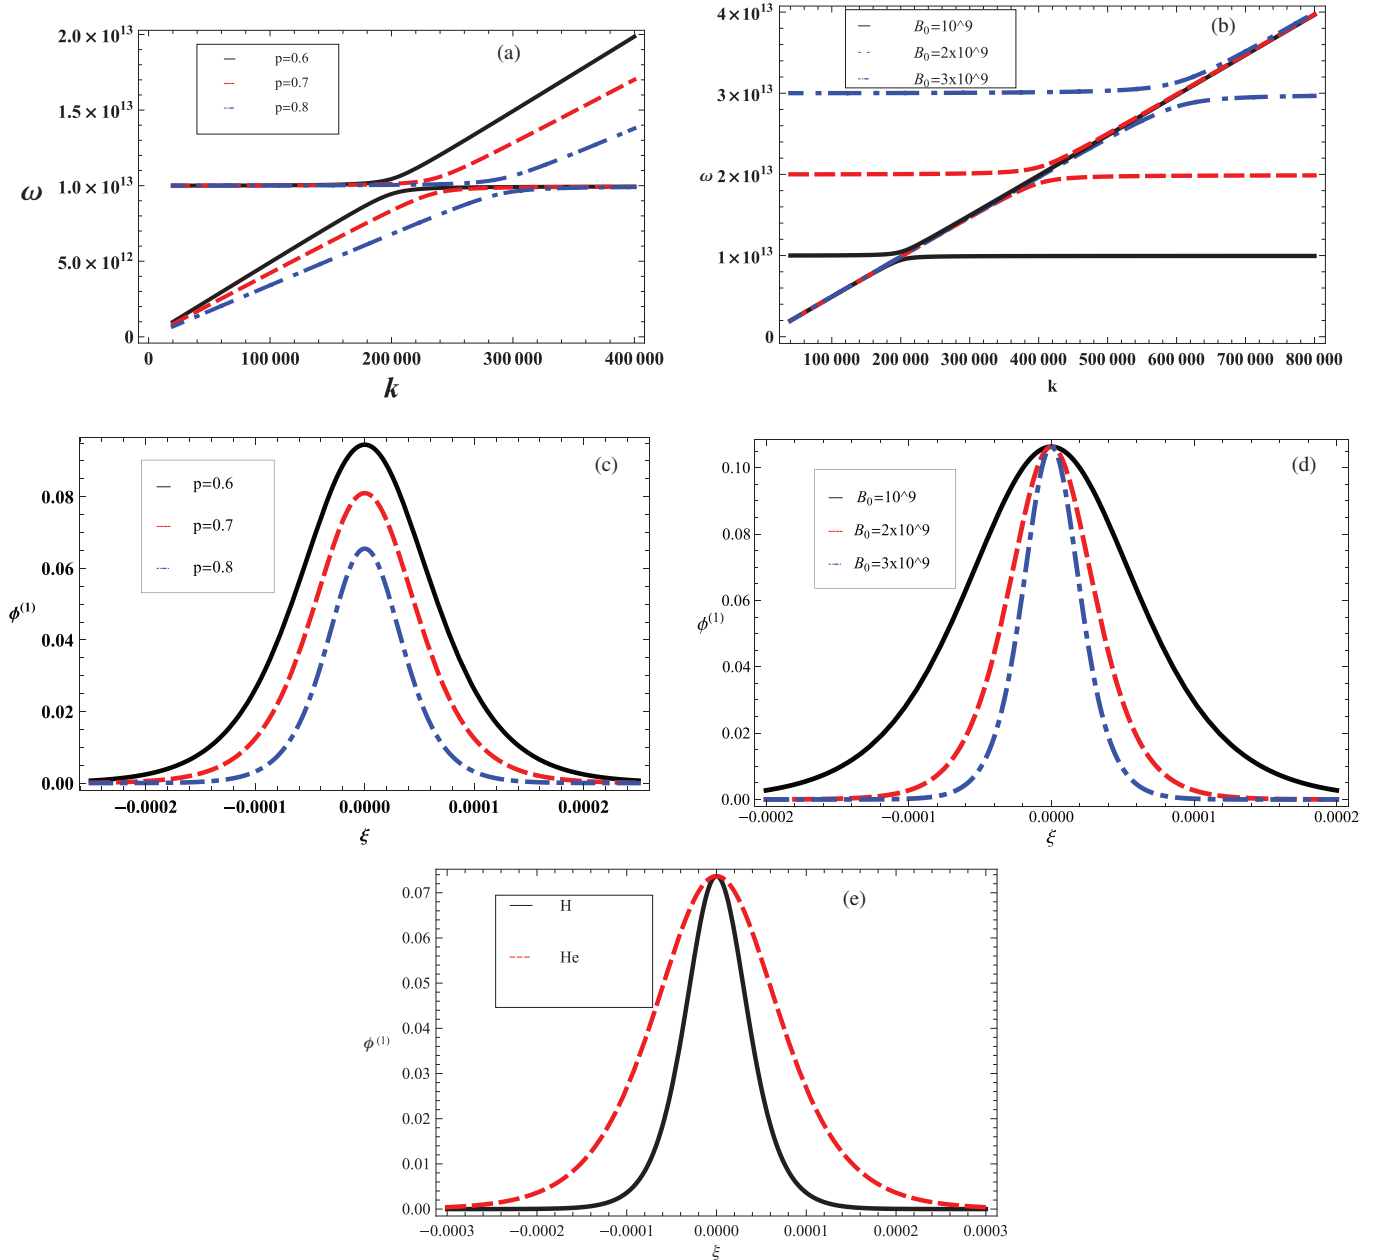 (a)
2.0 × 10^13
1.5 × 10^13
1.0 × 10^13
5.0 × 10^12
0
ω
p=0.6
p=0.7
p=0.8
0 100 000 200 000 300 000 400 000
k
(b)
4×10^13
3×10^13
2×10^13
1×10^13
0
ω
B₀=10^9
B₀=2x10^9
B₀=3x10^9
100 000 200 000 300 000 400 000 500 000 600 000 700 000 800 000
k
(c)
0.08
0.06
0.04
0.02
0.00
ϕ^(1)
p=0.6
p=0.7
p=0.8
−0.0002 −0.0001 0.0000 0.0001 0.0002
ξ
(d)
0.10
0.08
0.06
0.04
0.02
0.00
ϕ^(1)
B₀=10^9
B₀=2x10^9
B₀=3x10^9
−0.0002 −0.0001 0.0000 0.0001 0.0002
ξ
(e)
0.07
0.06
0.05
0.04
0.03
0.02
0.01
0.00
ϕ^(1)
H
He
−0.0003 −0.0002 −0.0001 0.0000 0.0001 0.0002 0.0003
ξ